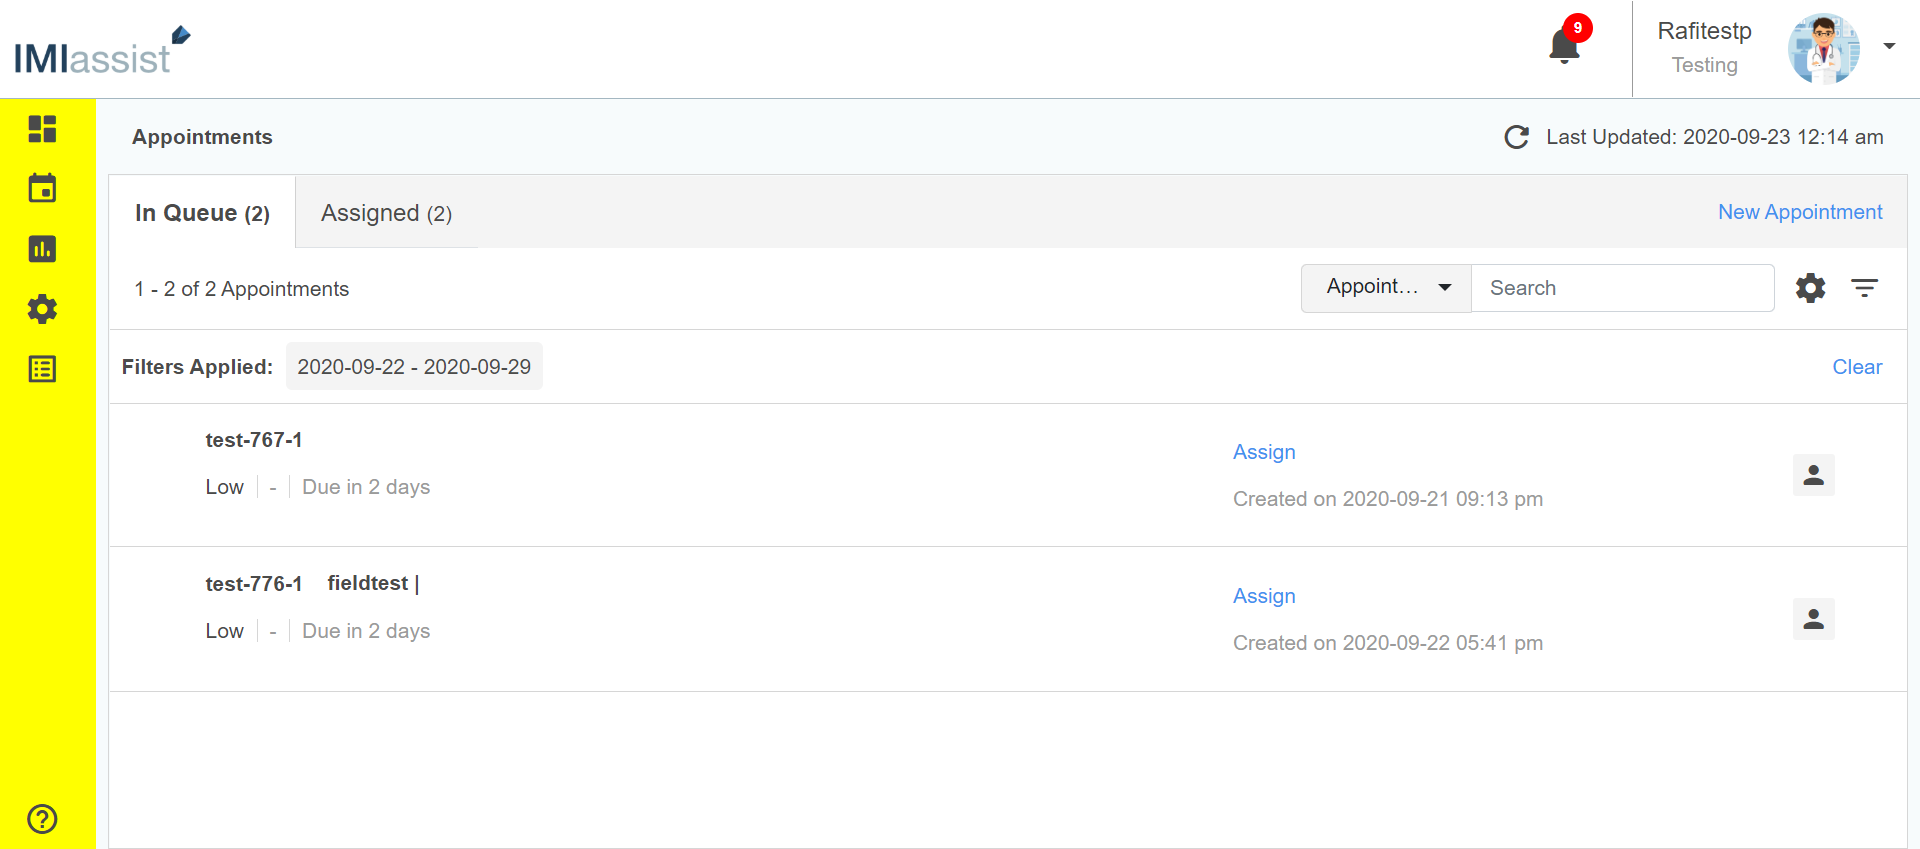 IMIassist
9
Rafitestp
Testing
Appointments
Last Updated: 2020-09-23 12:14 am
In Queue (2)
Assigned (2)
New Appointment
1 - 2 of 2 Appointments
Appoint...
Search
Filters Applied:
2020-09-22 - 2020-09-29
Clear
test-767-1
Assign
Low
-
Due in 2 days
Created on 2020-09-21 09:13 pm
test-776-1 fieldtest |
Assign
Low
-
Due in 2 days
Created on 2020-09-22 05:41 pm
?